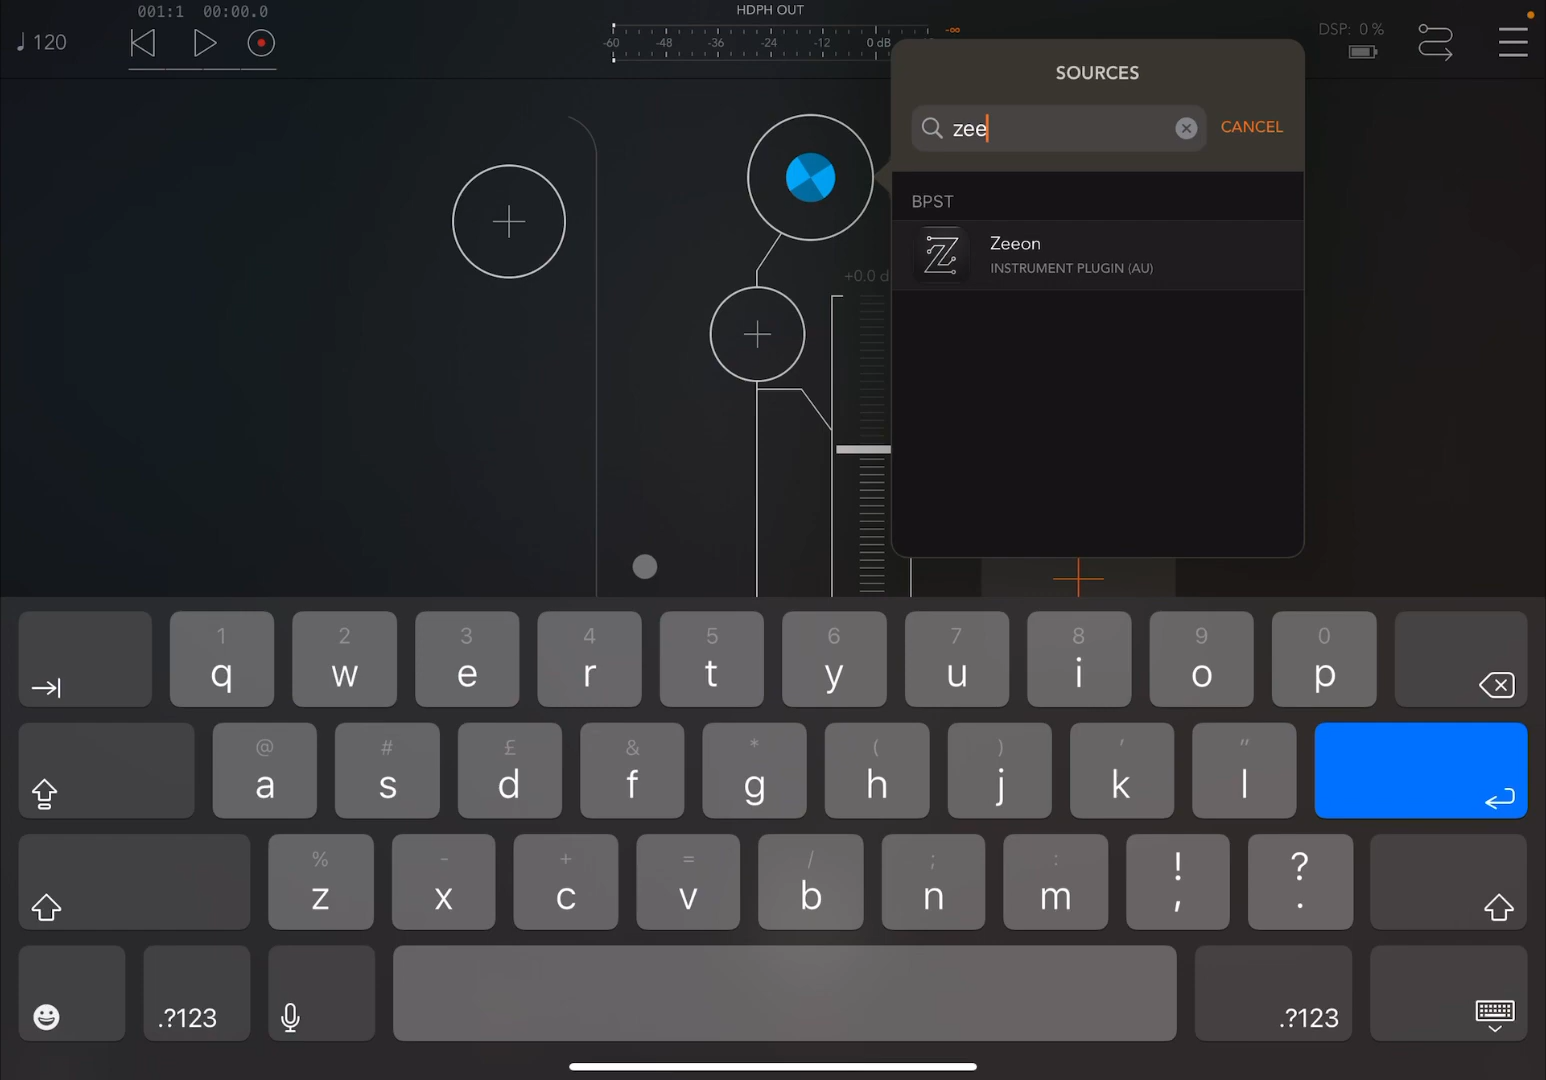 001:1 00:00.0
120
HDPH OUT
-∞
-60 -48 -36 -24 -12 0 dB
DSP: 0 %
SOURCES
zee
CANCEL
BPST
Zeeon
INSTRUMENT PLUGIN (AU)
+0.0 d
1 2 3 4 5 6 7 8 9 0
q w e r t y u i o p
@ # £ & * ( ) ' "
a s d f g h j k l
% - + = / ; : ! ?
z x c v b n m , .
.?123 .?123